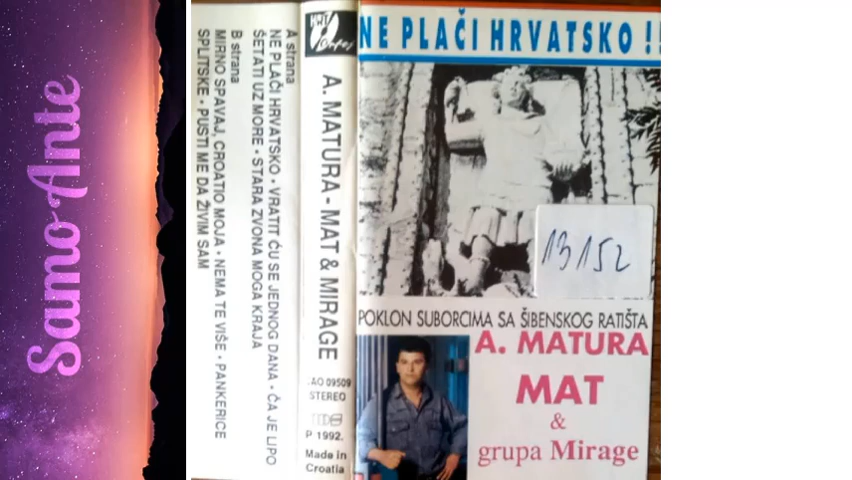 Samo Ante
A strana
NE PLAČI HRVATSKO • VRATIT ĆU SE JEDNOG DANA • ČA JE LIPO
ŠETATI UZ MORE • STARA ZVONA MOGA KRAJA
B strana
MIRNO SPAVAJ, CROATIO MOJA • NEMA TE VIŠE • PANKERICE
SPLITSKE • PUSTI ME DA ŽIVIM SAM
A. MATURA - MAT & MIRAGE
AO 09509
STEREO
P 1992.
Made in
Croatia
NE PLAČI HRVATSKO !!
13152
POKLON SUBORCIMA SA ŠIBENSKOG RATIŠTA
A. MATURA
MAT
&
grupa Mirage